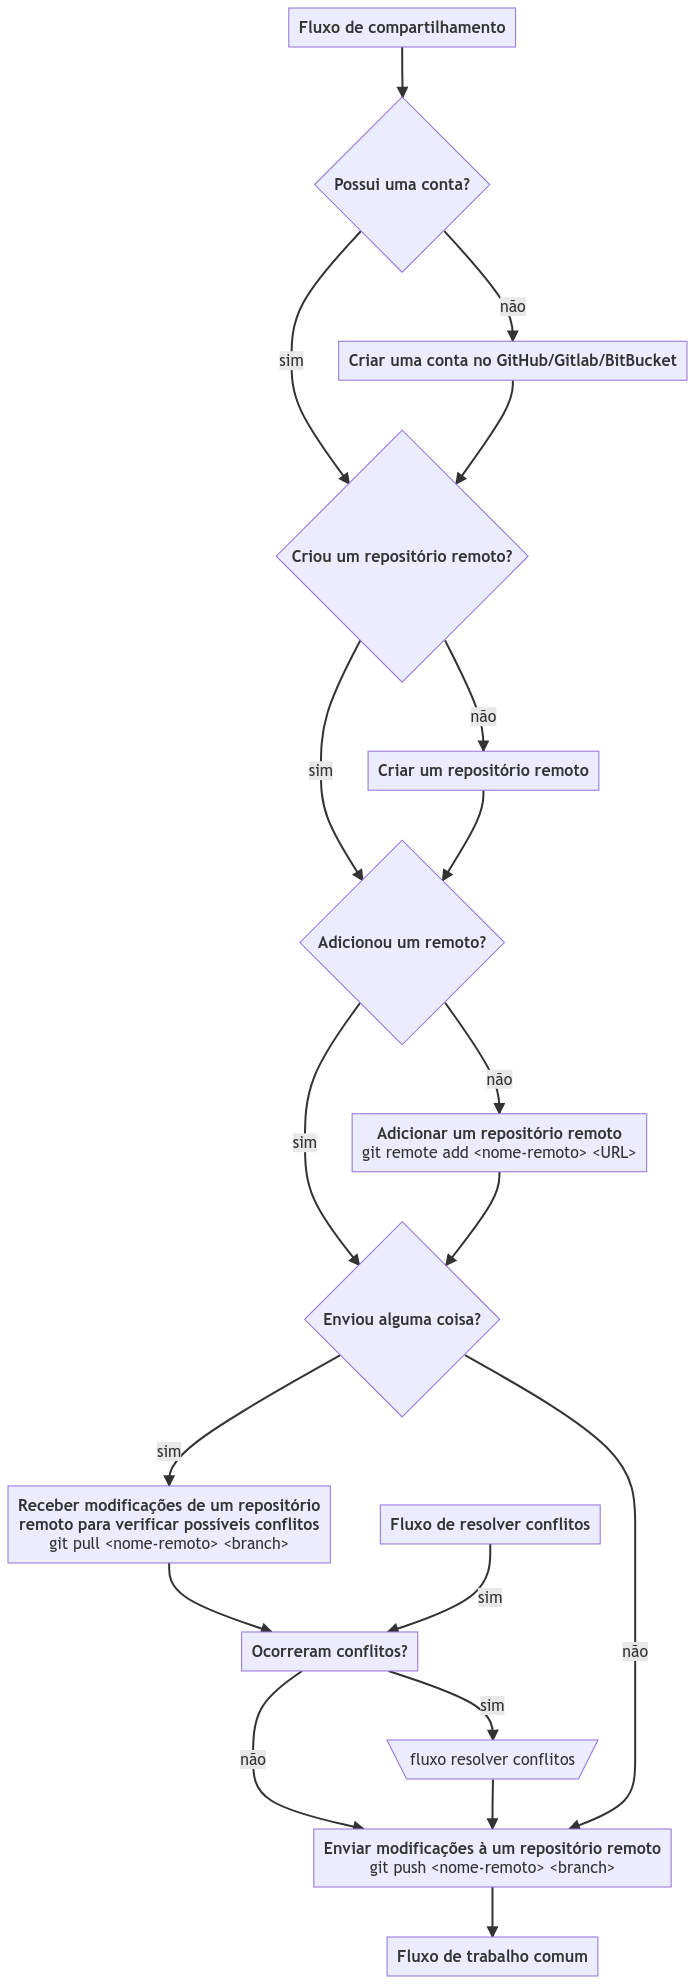 Fluxo de compartilhamento
Possui uma conta?
não
sim
Criar uma conta no GitHub/Gitlab/BitBucket
Criou um repositório remoto?
não
sim
Criar um repositório remoto
Adicionou um remoto?
não
sim
Adicionar um repositório remoto
git remote add <nome-remoto> <URL>
Enviou alguma coisa?
sim
Receber modificações de um repositório
remoto para verificar possíveis conflitos
git pull <nome-remoto> <branch>
Fluxo de resolver conflitos
sim
Ocorreram conflitos?
não
sim
não
fluxo resolver conflitos
Enviar modificações à um repositório remoto
git push <nome-remoto> <branch>
Fluxo de trabalho comum